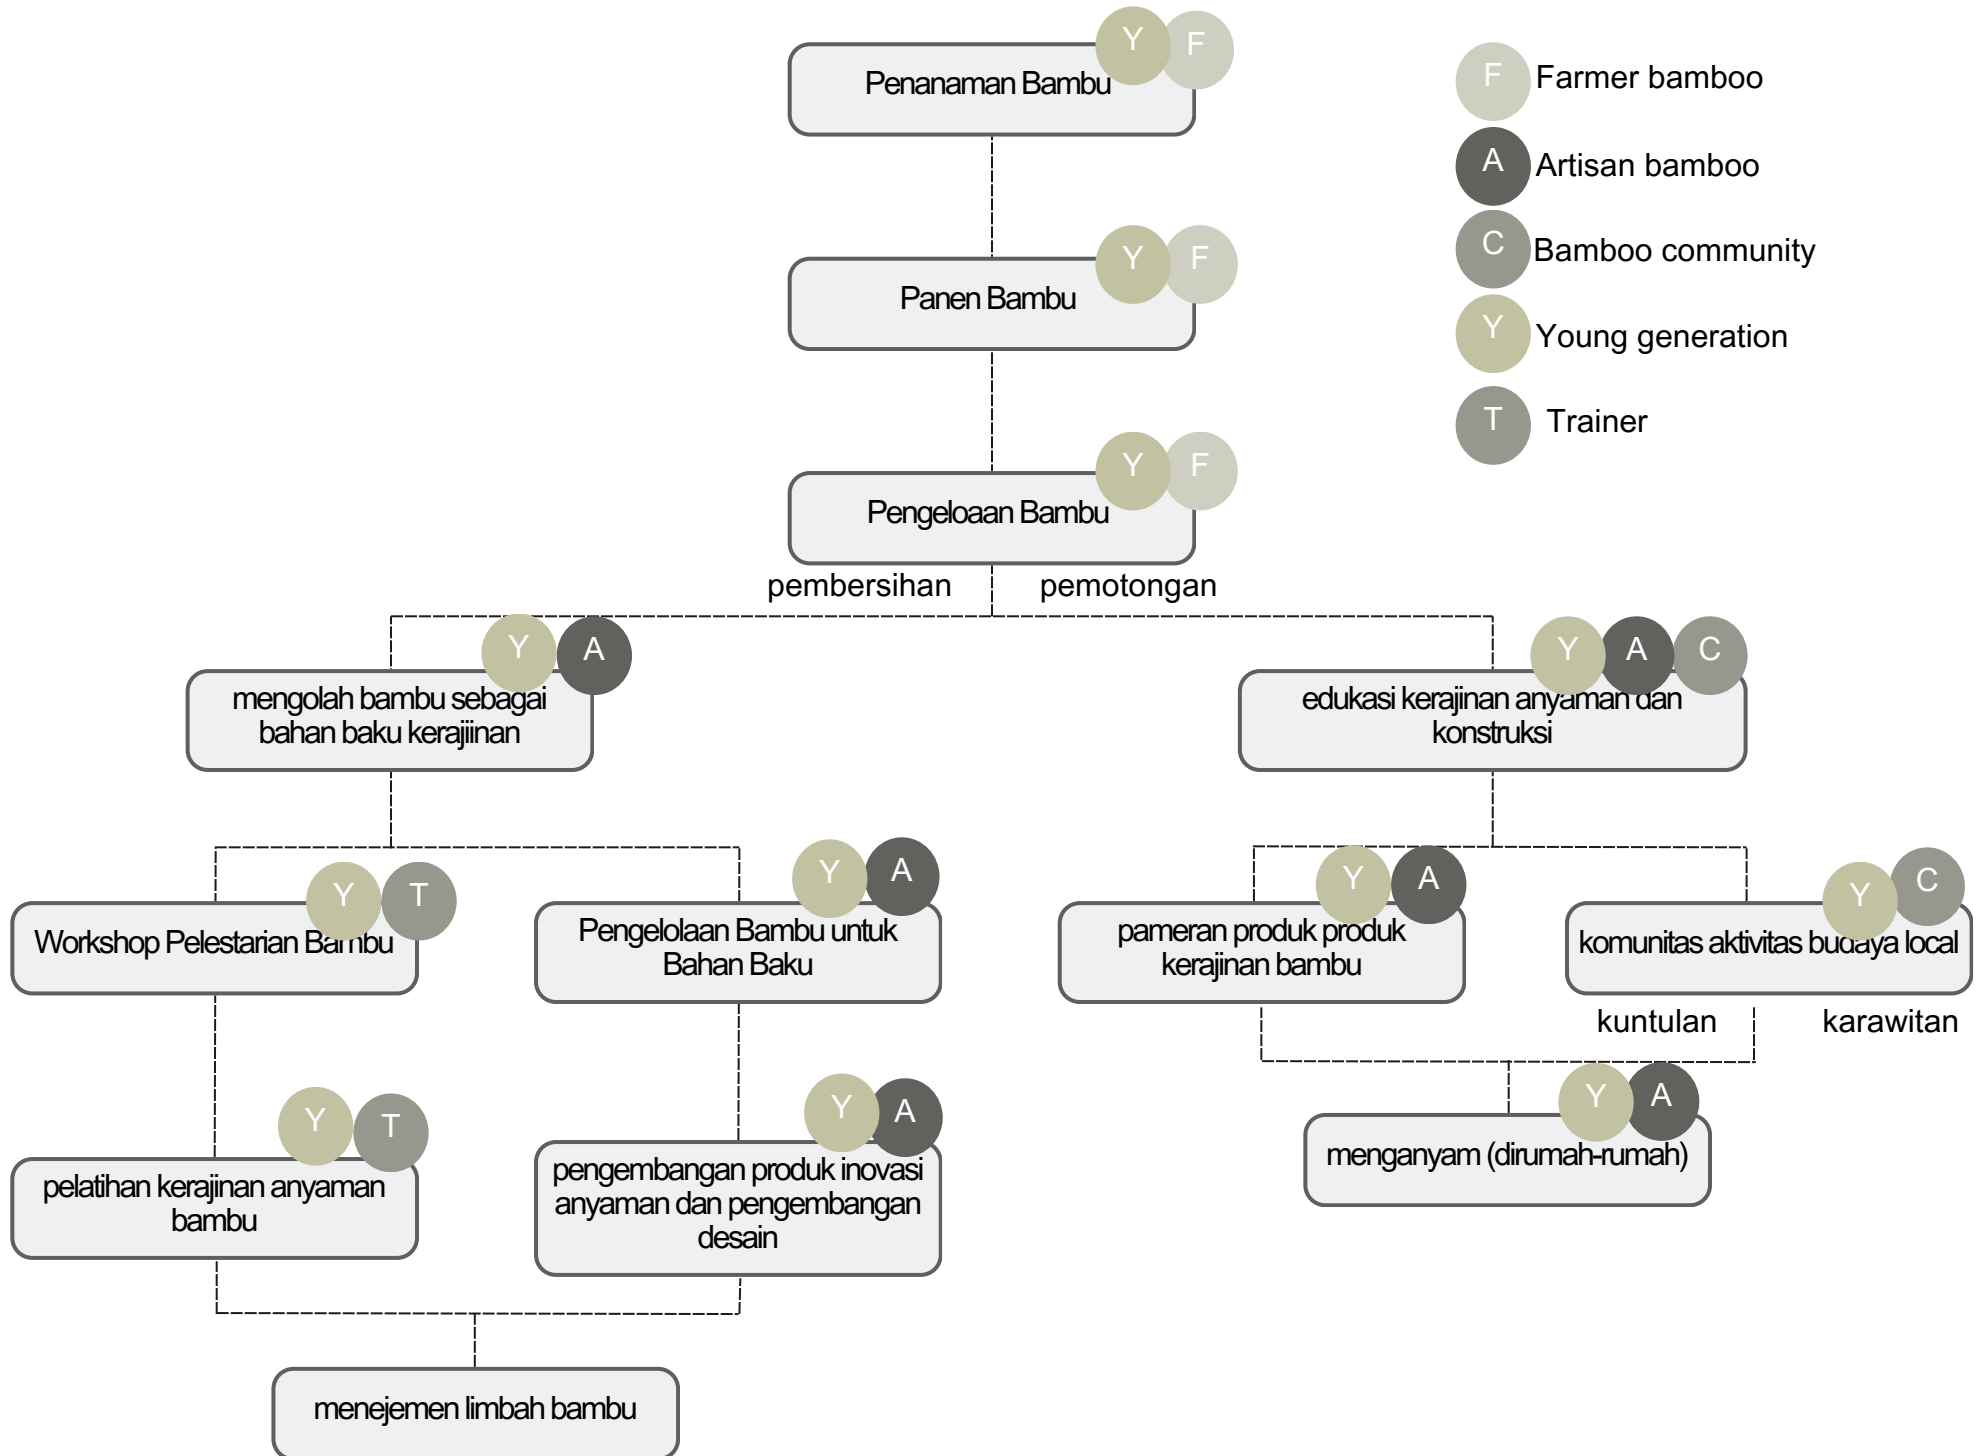 Y F
Penanaman Bambu
F Farmer bamboo
A Artisan bamboo
C Bamboo community
Y Young generation
T Trainer
Y F
Panen Bambu
Y F
Pengeloaan Bambu
pembersihan pemotongan
Y A
mengolah bambu sebagai
bahan baku kerajiinan
Y A C
edukasi kerajinan anyaman dan
konstruksi
Y T
Workshop Pelestarian Bambu
Y A
Pengelolaan Bambu untuk
Bahan Baku
Y A
pameran produk produk
kerajinan bambu
Y C
komunitas aktivitas budaya local
kuntulan karawitan
Y T
pelatihan kerajinan anyaman
bambu
Y A
pengembangan produk inovasi
anyaman dan pengembangan
desain
Y A
menganyam (dirumah-rumah)
menejemen limbah bambu